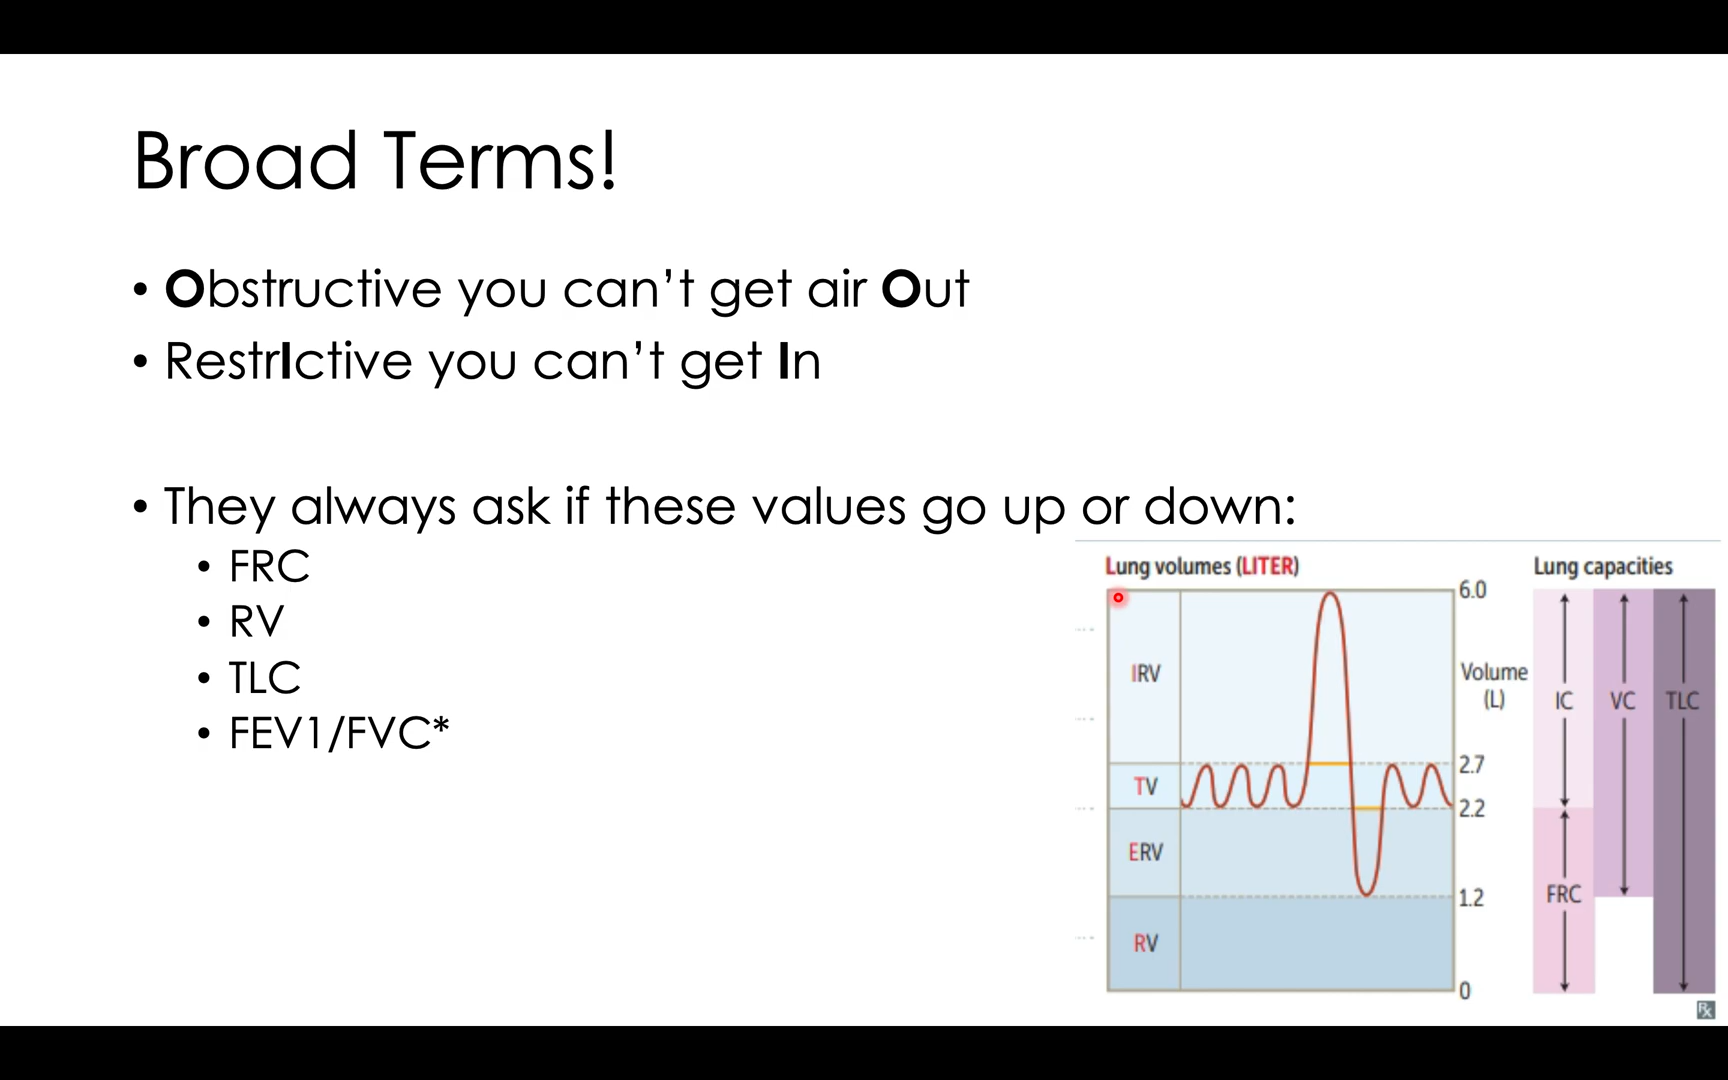 Broad Terms!
• Obstructive you can’t get air Out
• RestrIctive you can’t get In
• They always ask if these values go up or down:
• FRC
• RV
• TLC
• FEV1/FVC*
Lung volumes (LITER)
Lung capacities
6.0
IRV
Volume
(L)
IC
VC
TLC
2.7
TV
2.2
ERV
1.2
FRC
RV
0
Rx